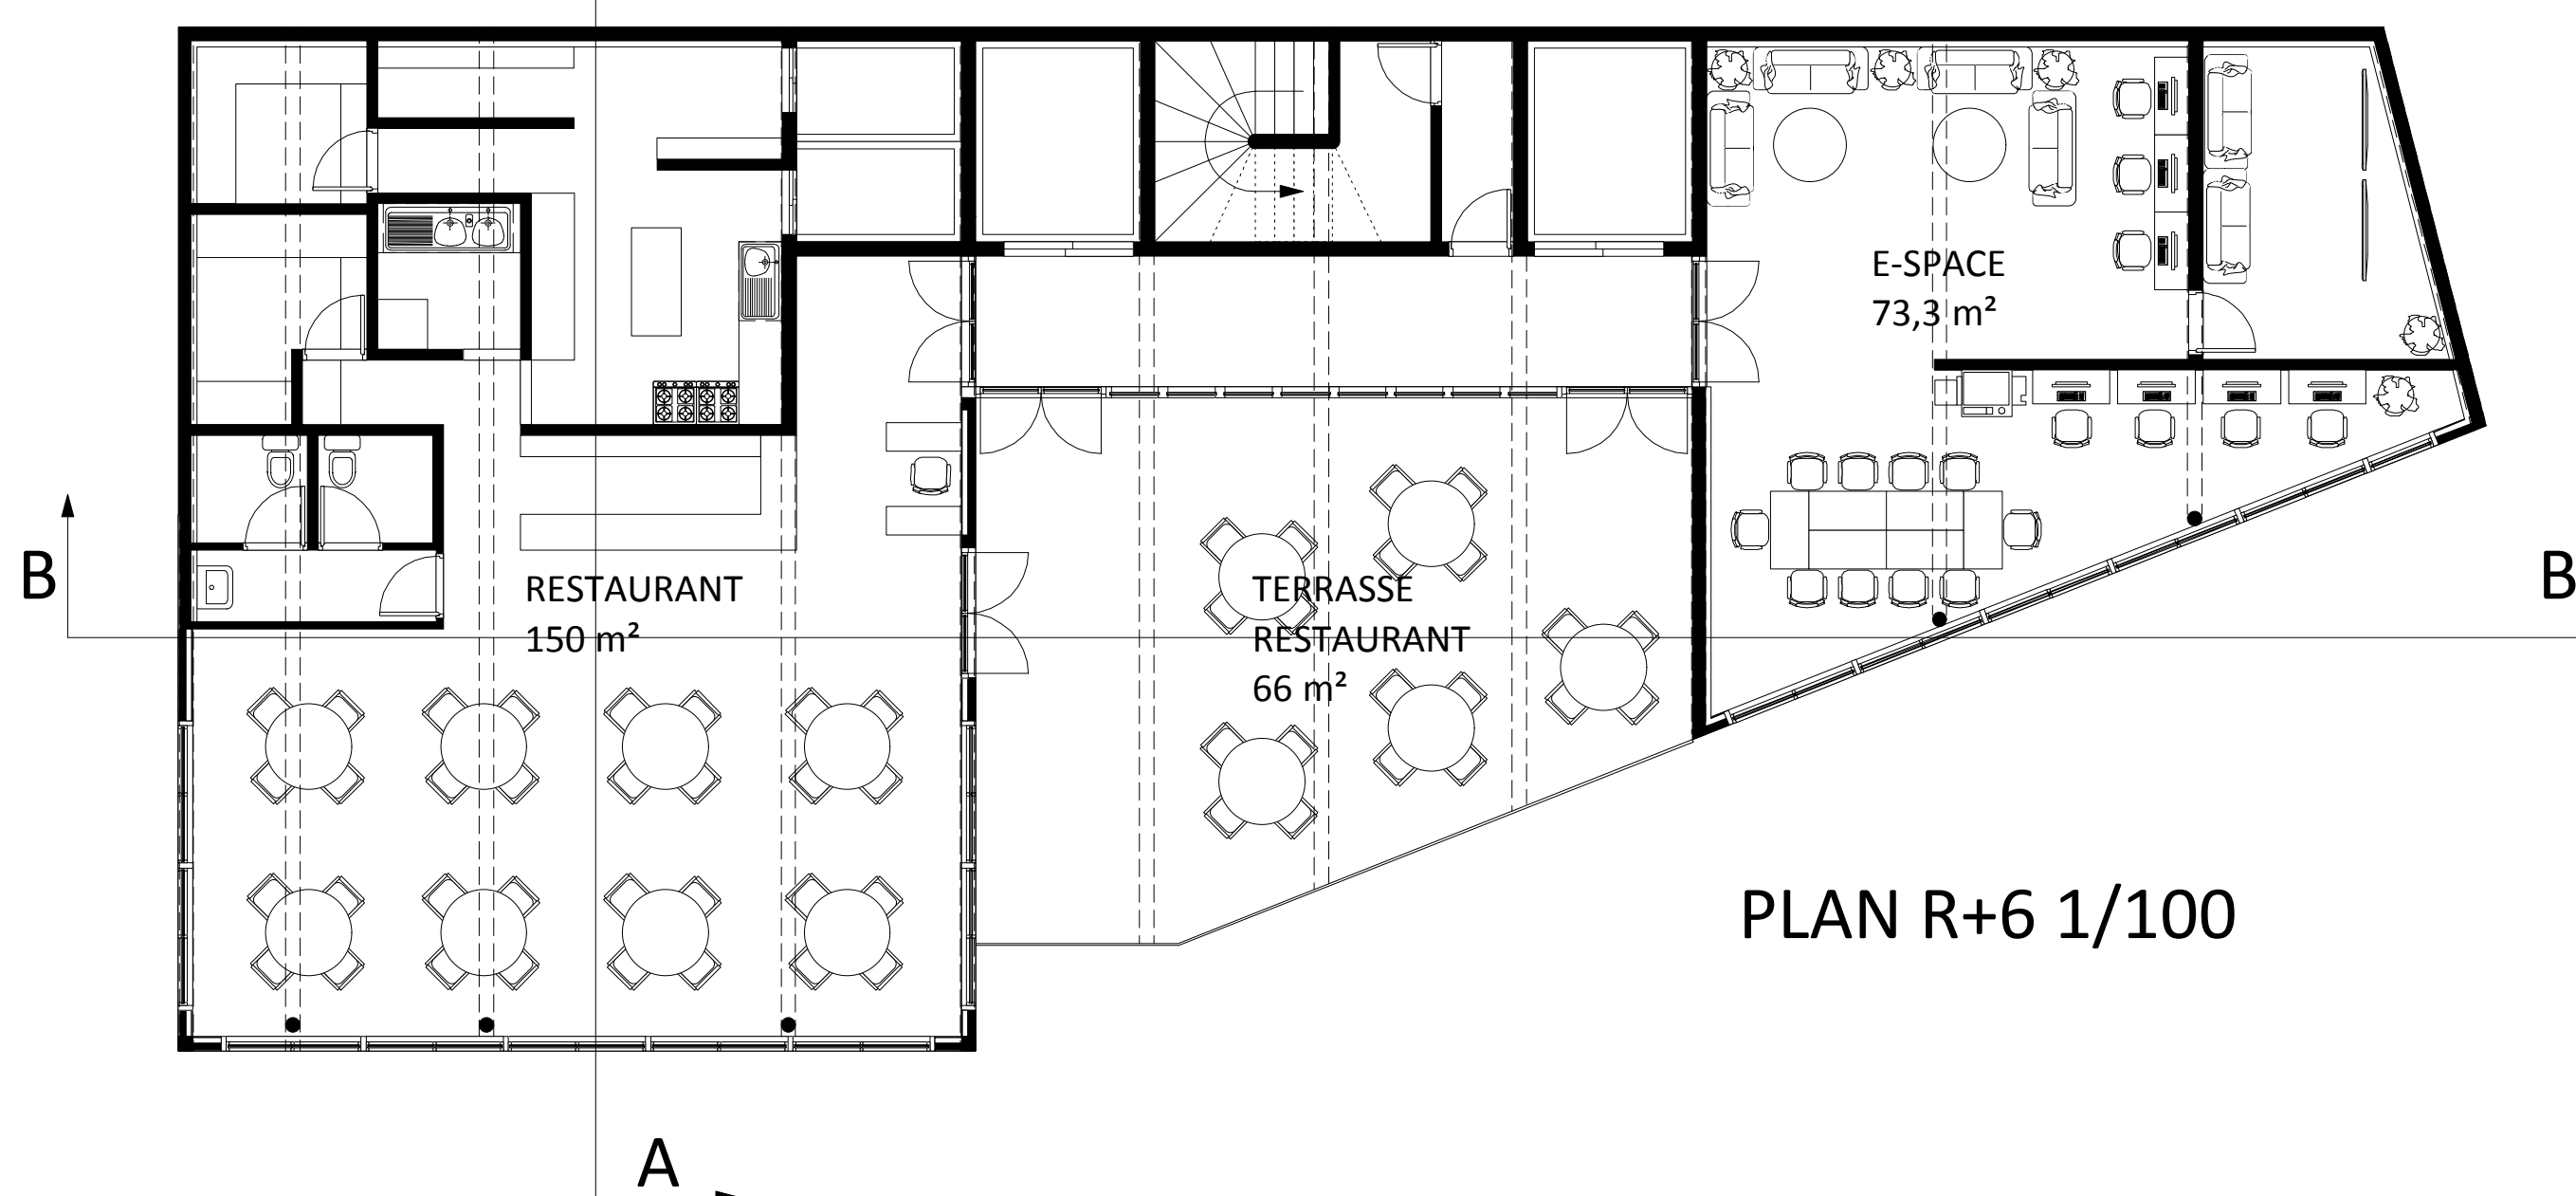 E-SPACE
73,3 m²
B
RESTAURANT
150 m²
TERRASSE
RESTAURANT
66 m²
B
PLAN R+6 1/100
A